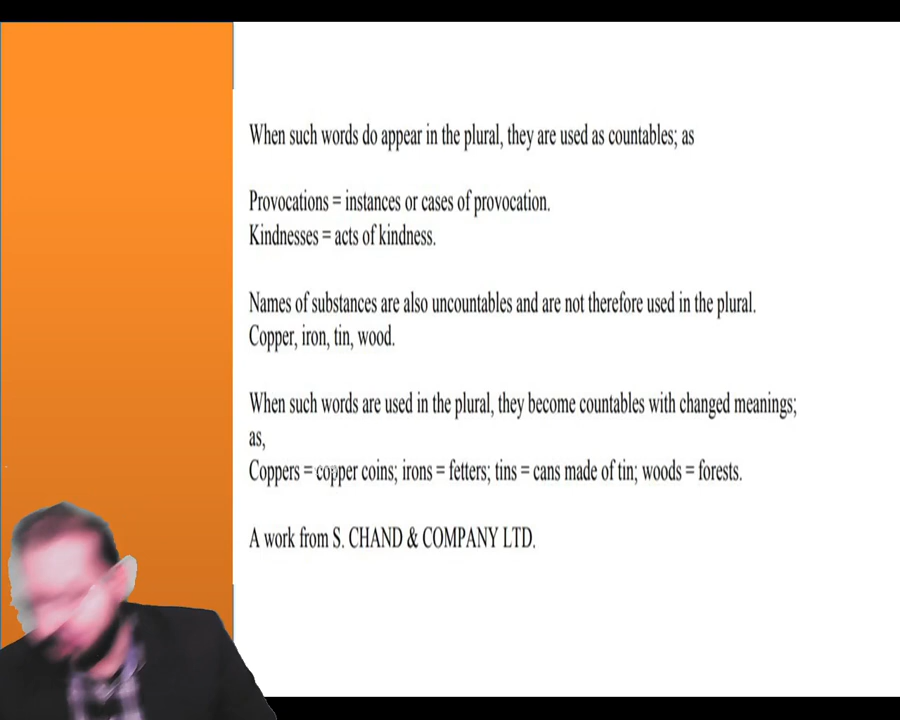 When such words do appear in the plural, they are used as countables; as
Provocations = instances or cases of provocation.
Kindnesses = acts of kindness.
Names of substances are also uncountables and are not therefore used in the plural.
Copper, iron, tin, wood.
When such words are used in the plural, they become countables with changed meanings;
as,
Coppers = copper coins; irons = fetters; tins = cans made of tin; woods = forests.
A work from S. CHAND & COMPANY LTD.